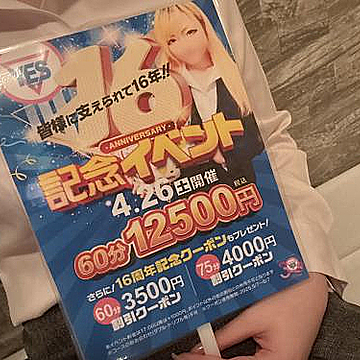 YES
16
皆様に支えられて16年!!
ANNIVERSARY
記念イベント
4.26土開催
60分12500円税込
さらに!16周年記念クーポンもプレゼント!
60分3500円割引クーポン
75分4000円割引クーポン